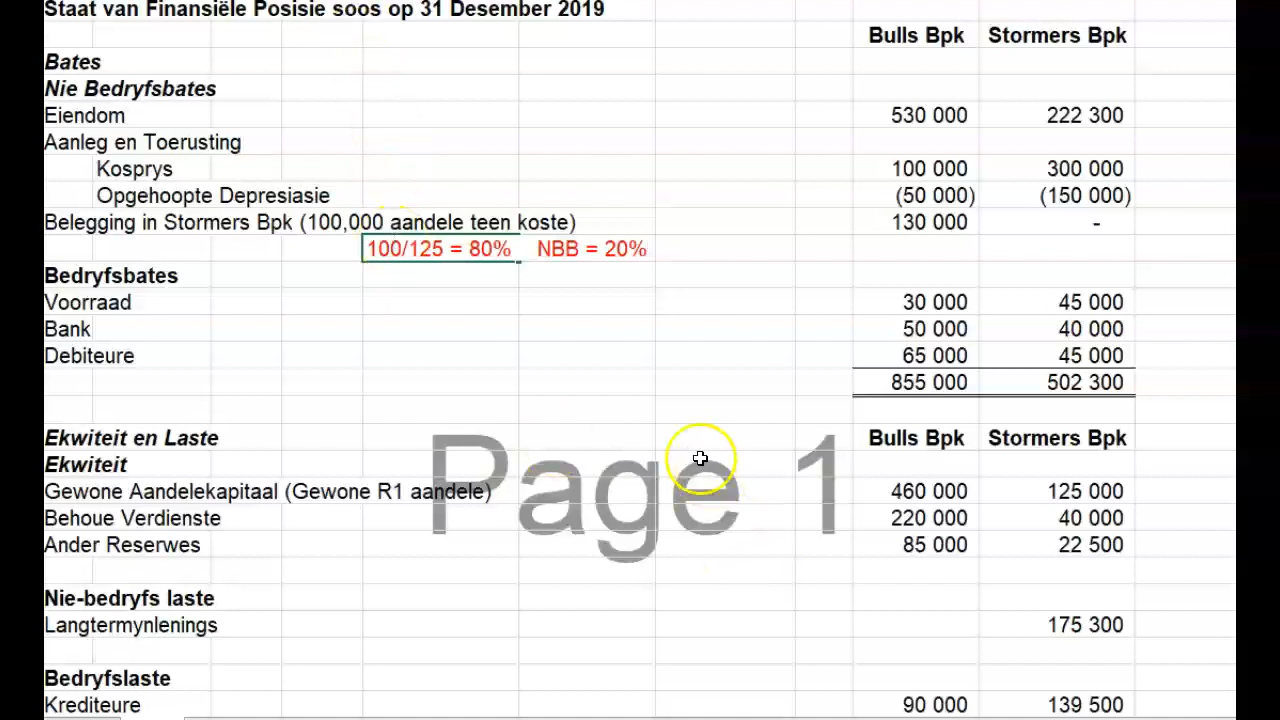 Staat van Finansiële Posisie soos op 31 Desember 2019
Bulls Bpk Stormers Bpk
Bates
Nie Bedryfsbates
Eiendom 530 000 222 300
Aanleg en Toerusting
Kosprys 100 000 300 000
Opgehoopte Depresiasie (50 000) (150 000)
Belegging in Stormers Bpk (100,000 aandele teen koste) 130 000 -
100/125 = 80% NBB = 20%
Bedryfsbates
Voorraad 30 000 45 000
Bank 50 000 40 000
Debiteure 65 000 45 000
855 000 502 300
Ekwiteit en Laste Bulls Bpk Stormers Bpk
Ekwiteit
Page 1
Gewone Aandelekapitaal (Gewone R1 aandele) 460 000 125 000
Behoue Verdienste 220 000 40 000
Ander Reserwes 85 000 22 500
Nie-bedryfs laste
Langtermynlenings 175 300
Bedryfslaste
Krediteure 90 000 139 500